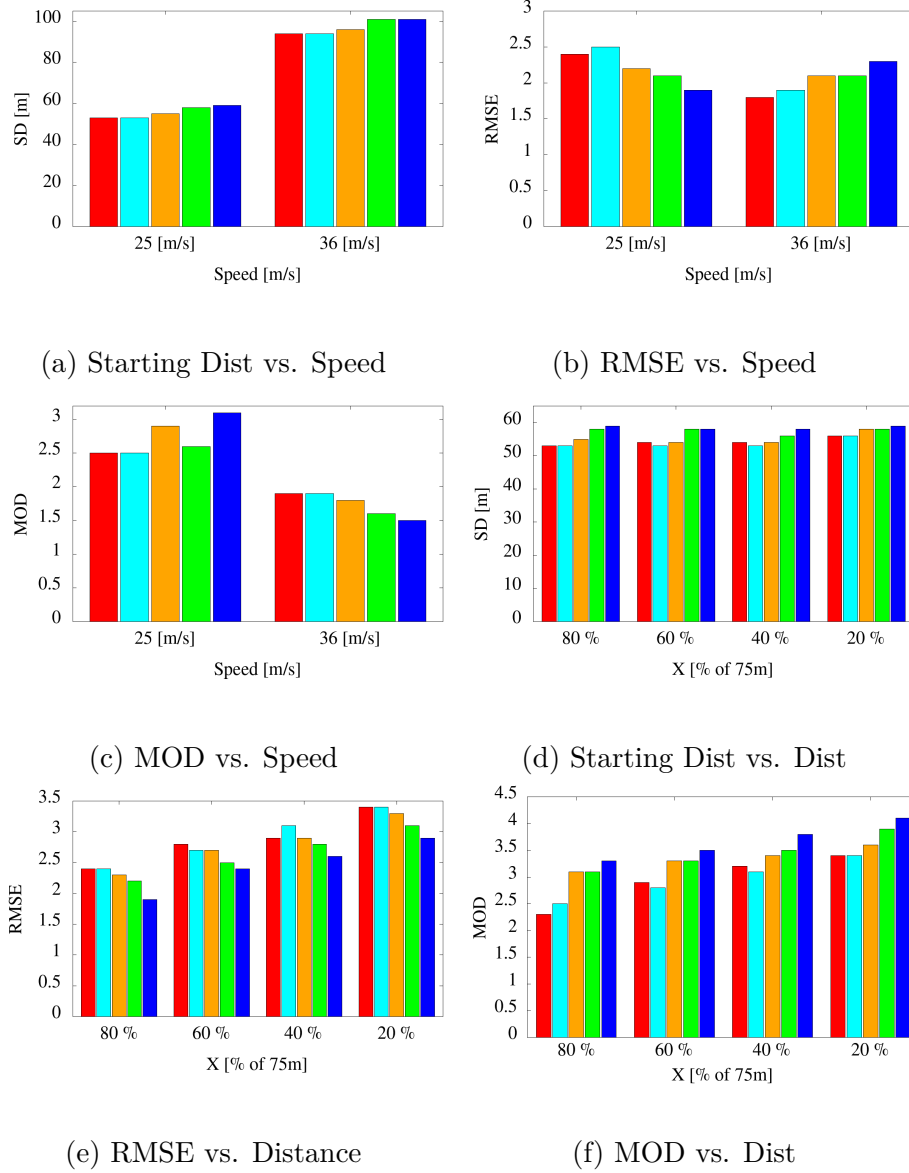 100
80
60
40
20
0
SD [m]
25 [m/s]
36 [m/s]
Speed [m/s]
(a) Starting Dist vs. Speed
3
2.5
2
1.5
1
0.5
0
RMSE
25 [m/s]
36 [m/s]
Speed [m/s]
(b) RMSE vs. Speed
3
2.5
2
1.5
1
0.5
0
MOD
25 [m/s]
36 [m/s]
Speed [m/s]
(c) MOD vs. Speed
60
50
40
30
20
10
0
SD [m]
80 %
60 %
40 %
20 %
X [% of 75m]
(d) Starting Dist vs. Dist
3.5
3
2.5
2
1.5
1
0.5
0
RMSE
80 %
60 %
40 %
20 %
X [% of 75m]
(e) RMSE vs. Distance
4.5
4
3.5
3
2.5
2
1.5
1
0.5
0
MOD
80 %
60 %
40 %
20 %
X [% of 75m]
(f) MOD vs. Dist